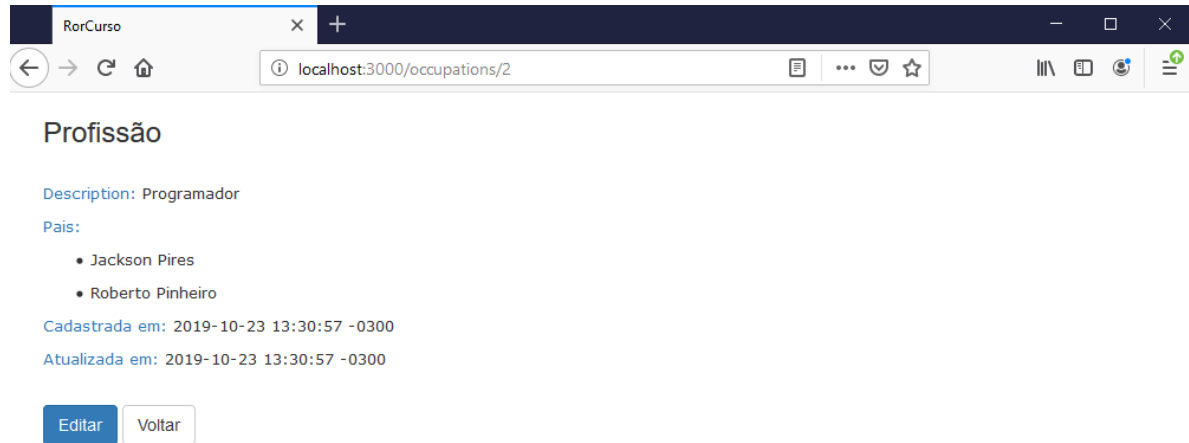 RorCurso
localhost:3000/occupations/2
Profissão
Description: Programador
Pais:
• Jackson Pires
• Roberto Pinheiro
Cadastrada em: 2019-10-23 13:30:57 -0300
Atualizada em: 2019-10-23 13:30:57 -0300
Editar Voltar